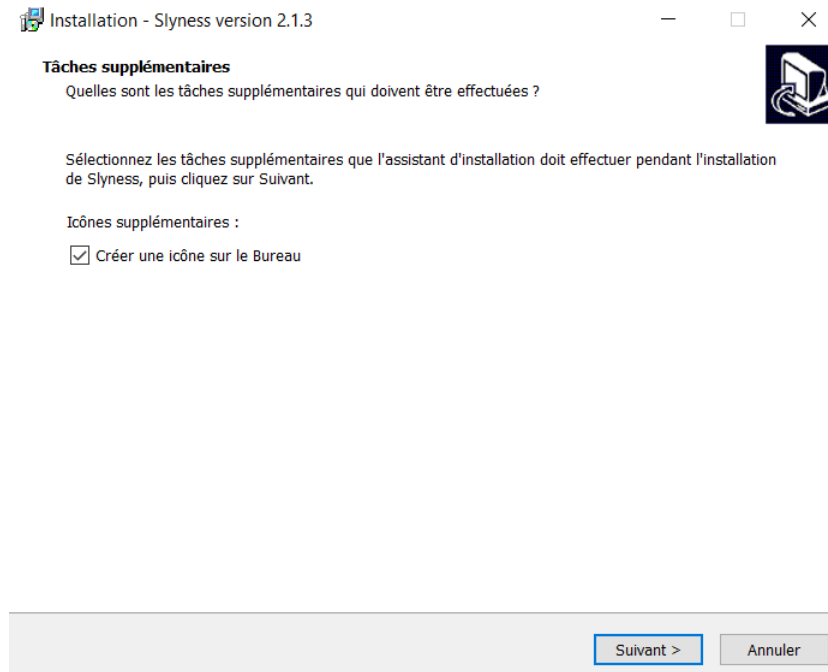 Installation - Slyness version 2.1.3
Tâches supplémentaires
Quelles sont les tâches supplémentaires qui doivent être effectuées ?
Sélectionnez les tâches supplémentaires que l'assistant d'installation doit effectuer pendant l'installation
de Slyness, puis cliquez sur Suivant.
Icônes supplémentaires :
Créer une icône sur le Bureau
Suivant >
Annuler